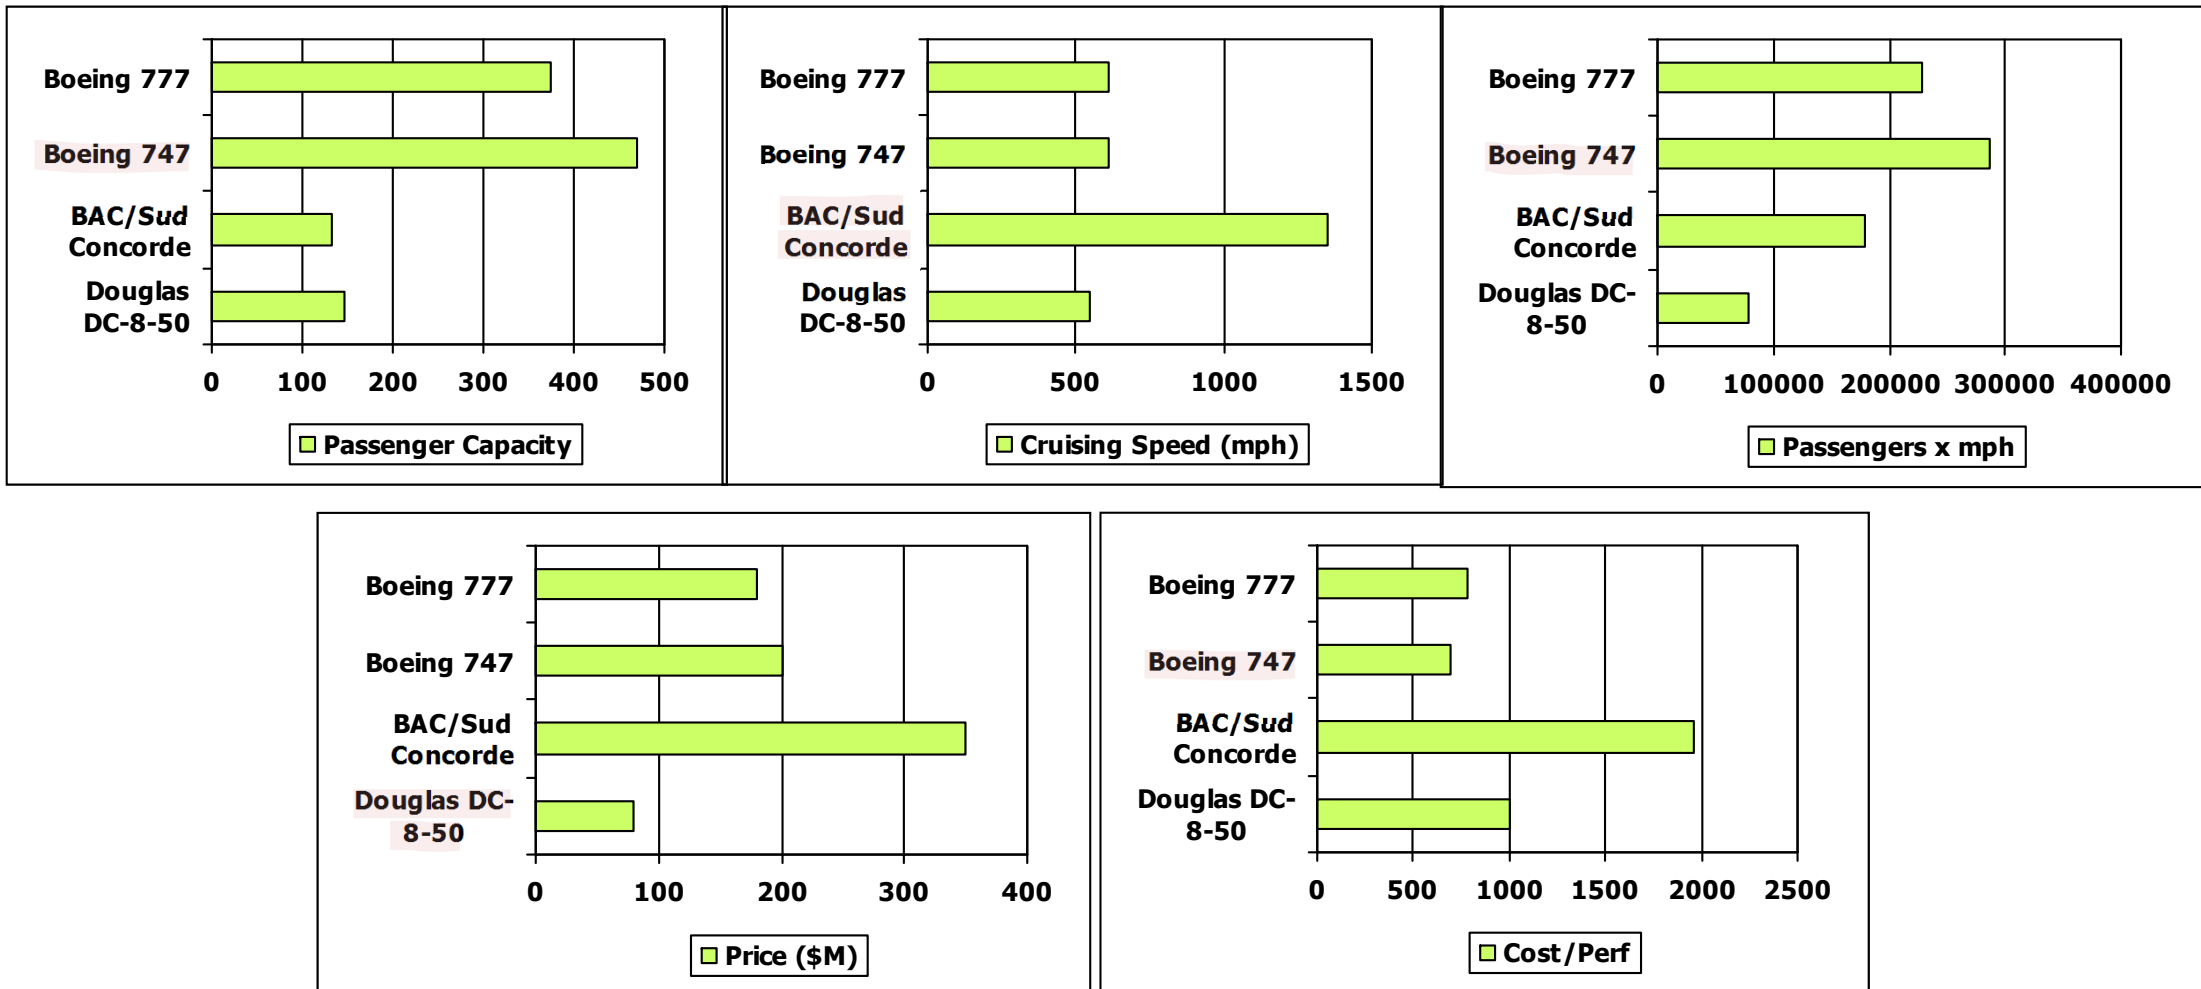 Boeing 777
Boeing 747
BAC/Sud
Concorde
Douglas
DC-8-50
0 100 200 300 400 500
Passenger Capacity
Boeing 777
Boeing 747
BAC/Sud
Concorde
Douglas
DC-8-50
0 500 1000 1500
Cruising Speed (mph)
Boeing 777
Boeing 747
BAC/Sud
Concorde
Douglas DC-
8-50
0 100000 200000 300000 400000
Passengers x mph
Boeing 777
Boeing 747
BAC/Sud
Concorde
Douglas DC-
8-50
0 100 200 300 400
Price ($M)
Boeing 777
Boeing 747
BAC/Sud
Concorde
Douglas DC-
8-50
0 500 1000 1500 2000 2500
Cost/Perf